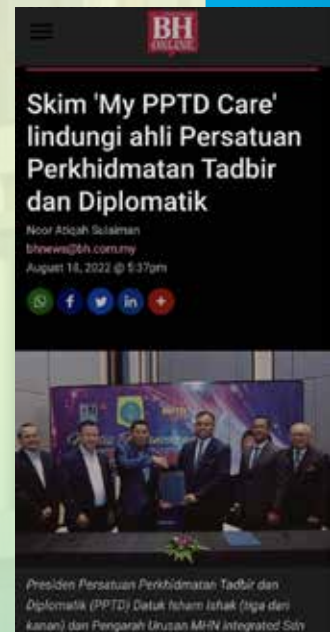 BH
ONLINE
Skim 'My PPTD Care'
lindungi ahli Persatuan
Perkhidmatan Tadbir
dan Diplomatik
Noor Atiqah Sulaiman
bhnews@bh.com.my
August 18, 2022 @ 5:37pm
Presiden Persatuan Perkhidmatan Tadbir dan
Diplomatik (PPTD) Datuk Isham Ishak (tiga dari
kanan) dan Pengarah Urusan MHN Integrated Sdn